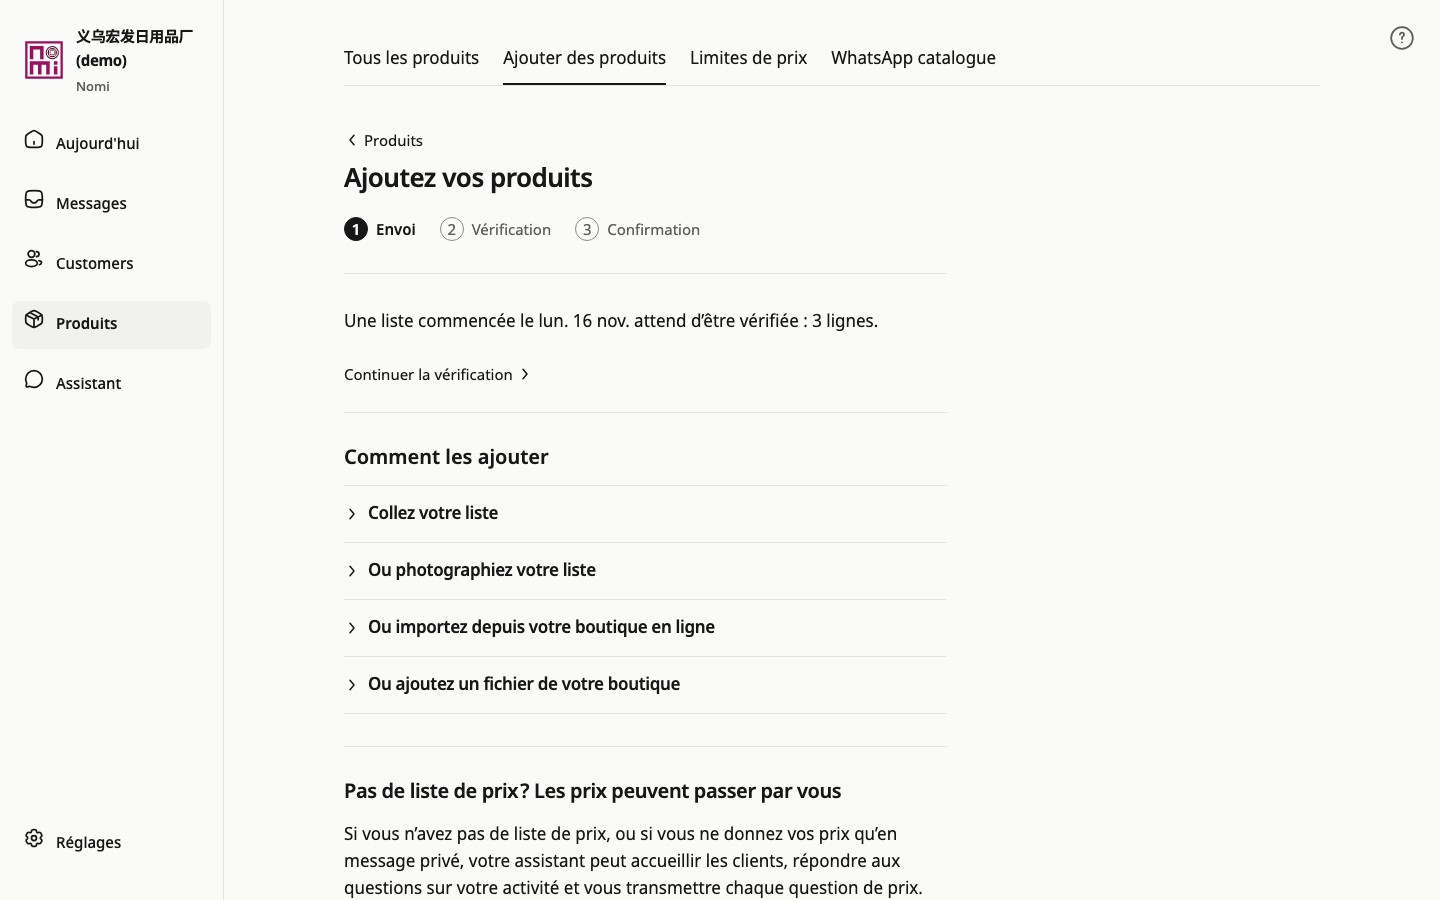 义乌宏发日用品厂
(demo)
Nomi
Aujourd'hui
Messages
Customers
Produits
Assistant
Réglages
Tous les produits
Ajouter des produits
Limites de prix
WhatsApp catalogue
Produits
Ajoutez vos produits
1 Envoi
2 Vérification
3 Confirmation
Une liste commencée le lun. 16 nov. attend d’être vérifiée : 3 lignes.
Continuer la vérification
Comment les ajouter
Collez votre liste
Ou photographiez votre liste
Ou importez depuis votre boutique en ligne
Ou ajoutez un fichier de votre boutique
Pas de liste de prix ? Les prix peuvent passer par vous
Si vous n’avez pas de liste de prix, ou si vous ne donnez vos prix qu’en
message privé, votre assistant peut accueillir les clients, répondre aux
questions sur votre activité et vous transmettre chaque question de prix.